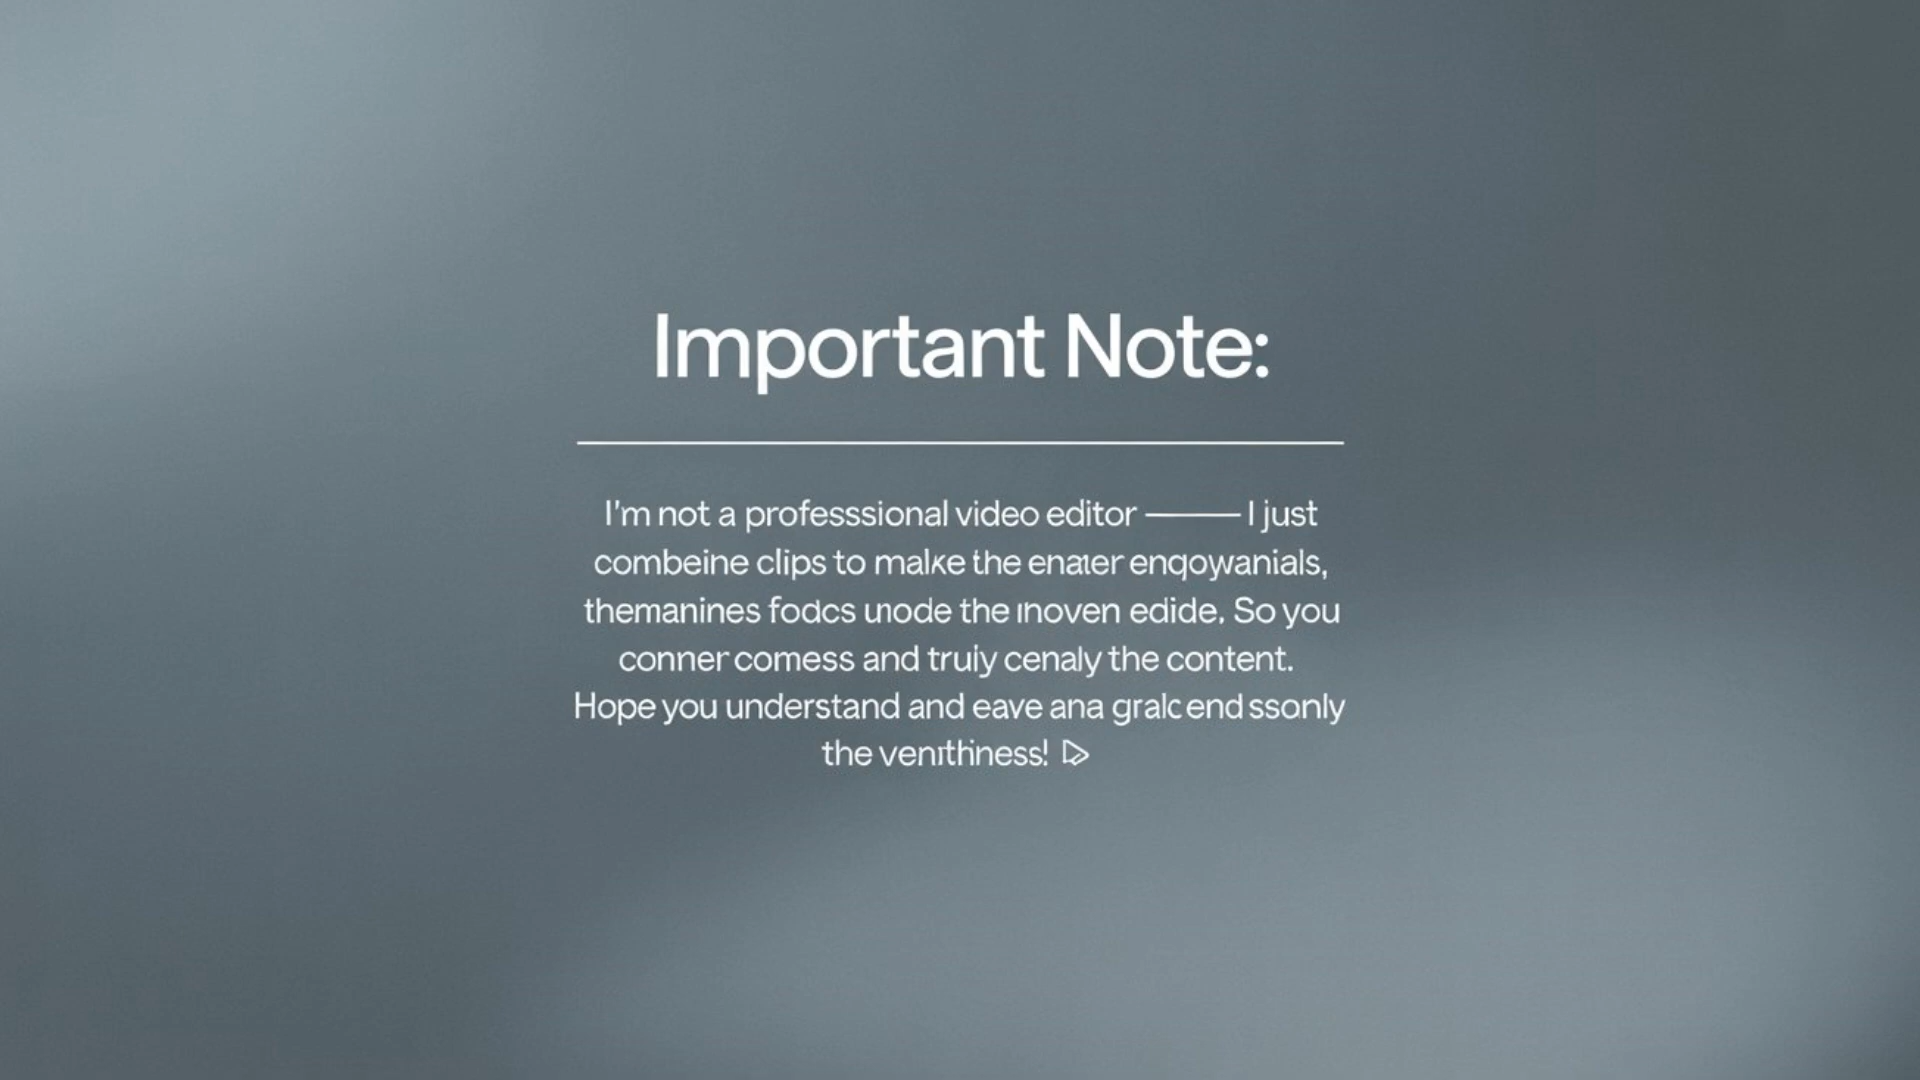 Important Note:
I'm not a professsional video editor —— I just
combeine clips to malke the enater enqowanials,
themanines fodcs uode the inoven edide. So you
conner comess and truiy cenaly the content.
Hope you understand and eave ana gralc end ssonly
the venithiness!